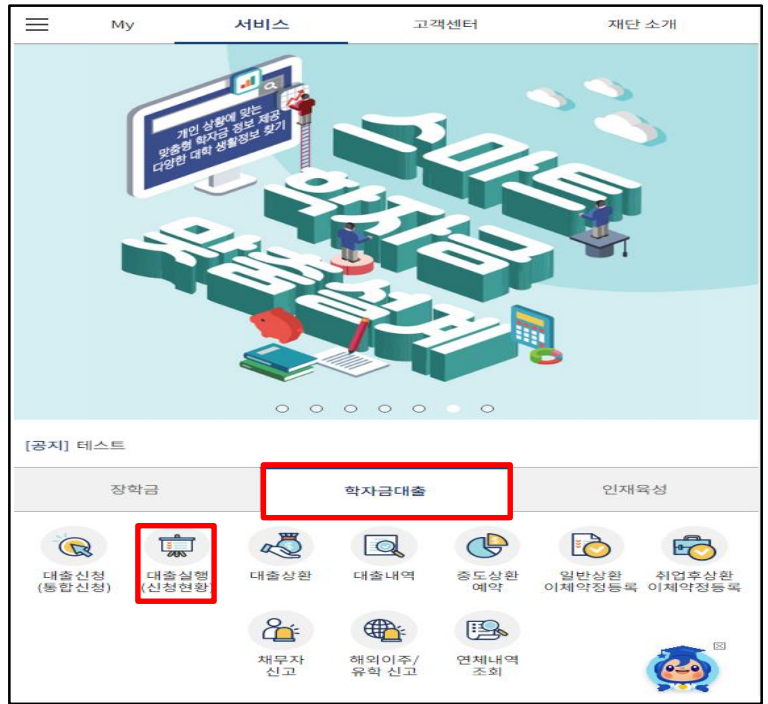 My 서비스 고객센터 재단 소개
개인 상황에 맞는
맞춤형 학자금 정보 제공
다양한 대학 생활정보 찾기
스마트
학자금
맞춤설계
[공지] 테스트
장학금 학자금대출 인재육성
대출신청 대출실행 대출상환 대출내역 중도상환 일반상환 취업후상환
(통합신청) (신청현황) 예약 이체약정등록 이체약정등록
채무자 해외이주/ 연체내역
신고 유학 신고 조회